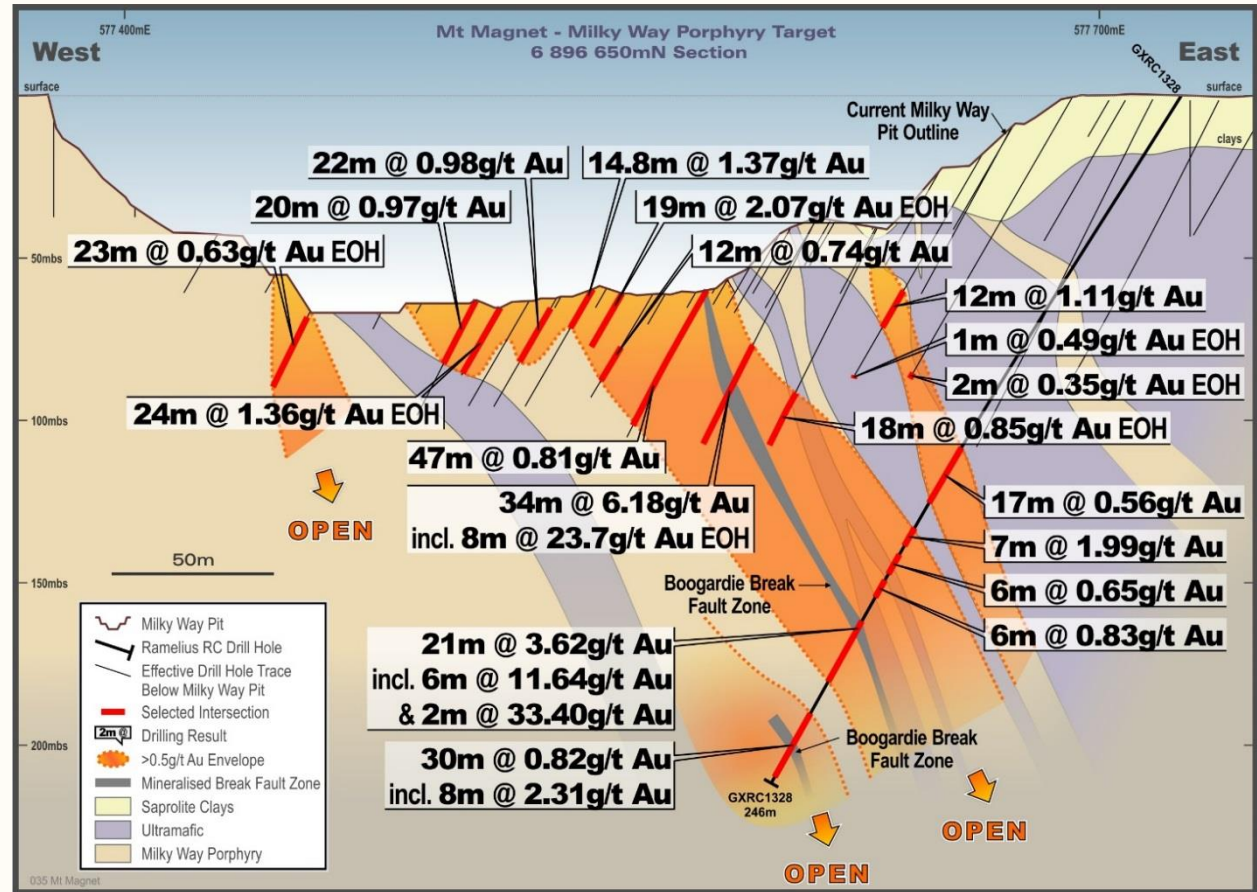 577 400mE
Mt Magnet - Milky Way Porphyry Target
6 896 650mN Section
577 700mE
West
East
GXRC1328
surface
surface
Current Milky Way
Pit Outline
clays
22m @ 0.98g/t Au
14.8m @ 1.37g/t Au
20m @ 0.97g/t Au
19m @ 2.07g/t Au EOH
23m @ 0.63g/t Au EOH
12m @ 0.74g/t Au
50mbs
12m @ 1.11g/t Au
1m @ 0.49g/t Au EOH
2m @ 0.35g/t Au EOH
24m @ 1.36g/t Au EOH
100mbs
18m @ 0.85g/t Au EOH
47m @ 0.81g/t Au
34m @ 6.18g/t Au
incl. 8m @ 23.7g/t Au EOH
OPEN
17m @ 0.56g/t Au
7m @ 1.99g/t Au
50m
6m @ 0.65g/t Au
150mbs
Boogardie Break
Fault Zone
6m @ 0.83g/t Au
21m @ 3.62g/t Au
incl. 6m @ 11.64g/t Au
& 2m @ 33.40g/t Au
200mbs
30m @ 0.82g/t Au
incl. 8m @ 2.31g/t Au
Boogardie Break
Fault Zone
GXRC1328
246m
OPEN
OPEN
Milky Way Pit
Ramelius RC Drill Hole
Effective Drill Hole Trace
Below Milky Way Pit
Selected Intersection
2m @
Drilling Result
>0.5g/t Au Envelope
Mineralised Break Fault Zone
Saprolite Clays
Ultramafic
Milky Way Porphyry
035 Mt Magnet